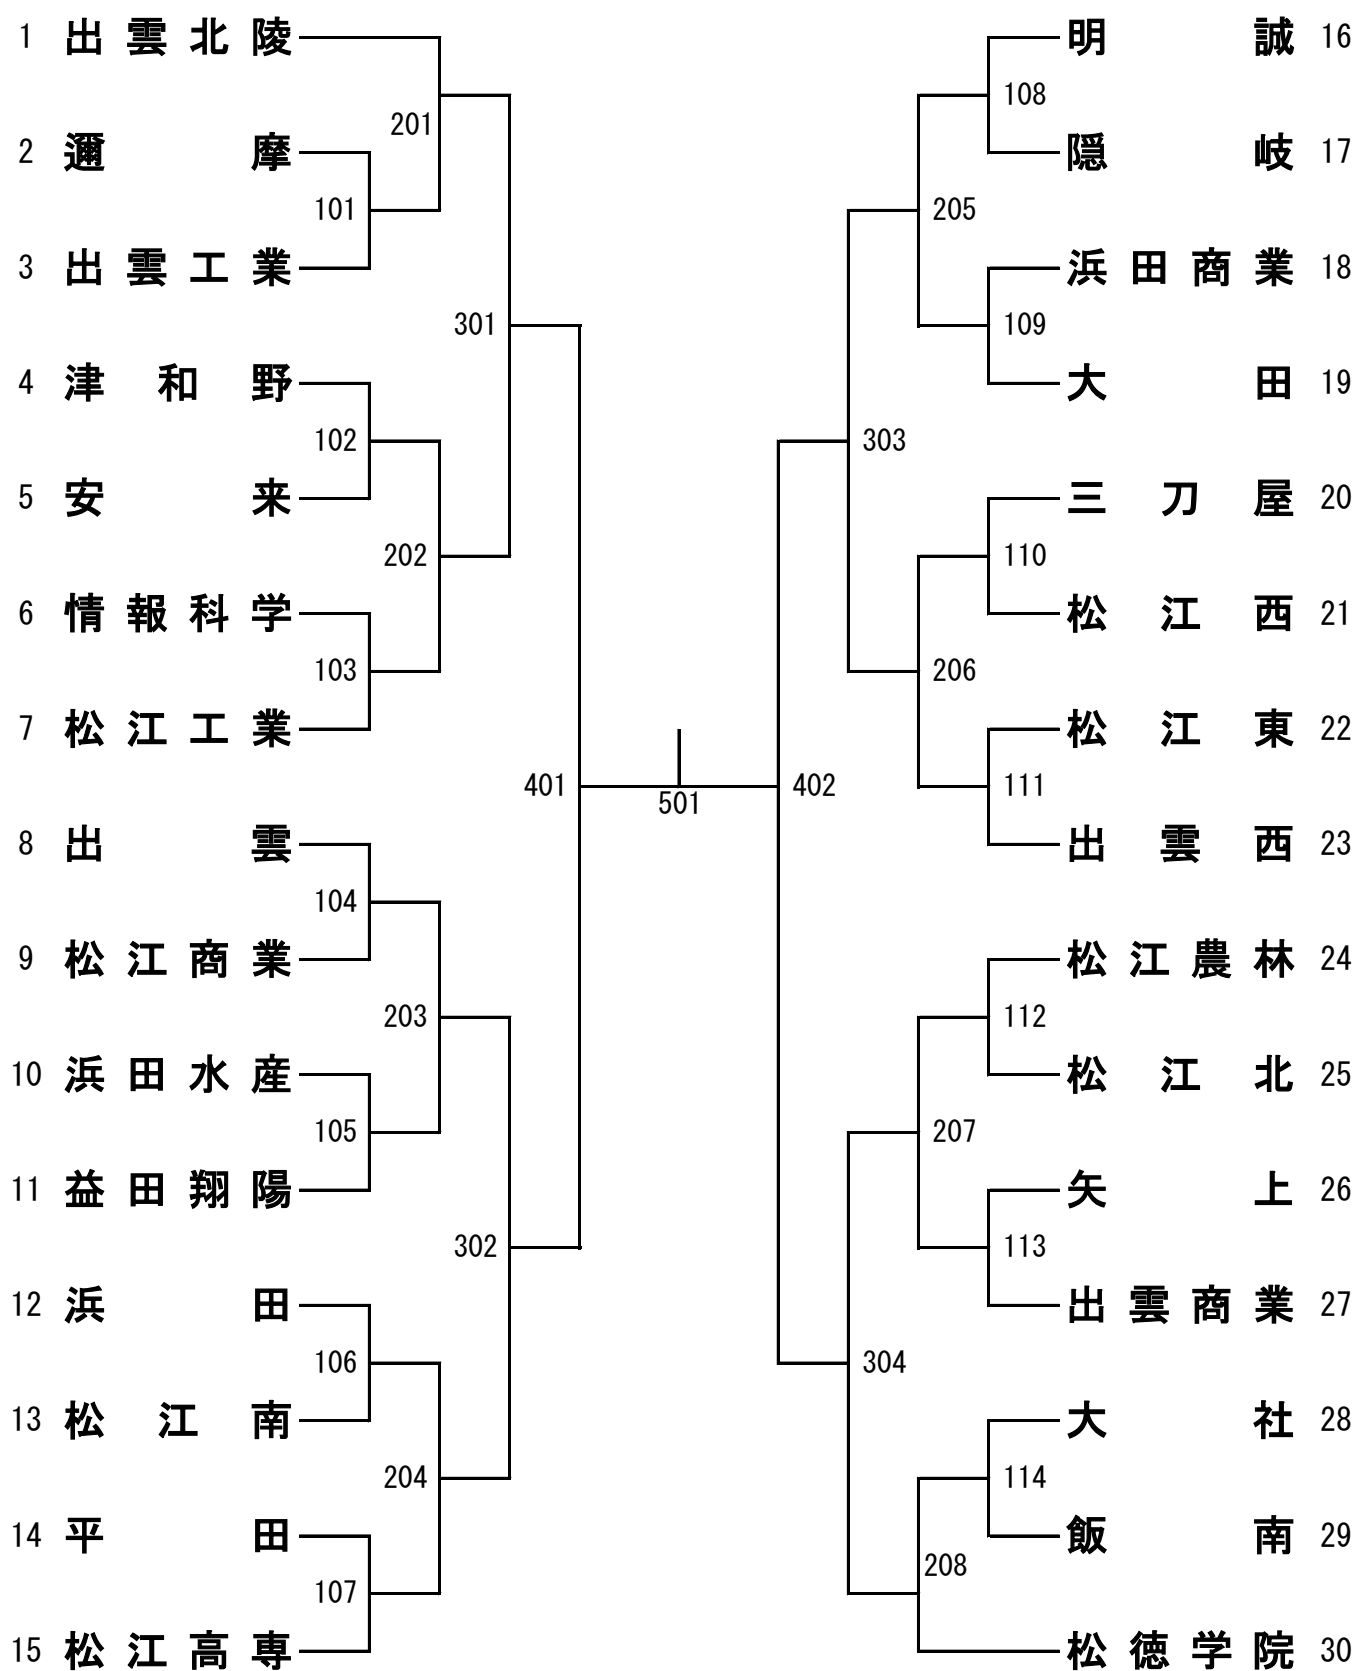 1 出雲北陵
201
2 邇摩
101
3 出雲工業
301
4 津和野
102
5 安来
202
6 情報科学
103
7 松江工業
401
8 出雲
104
9 松江商業
203
10 浜田水産
105
11 益田翔陽
302
12 浜田
106
13 松江南
204
14 平田
107
15 松江高専
501
明誠 16
108
隠岐 17
205
浜田商業 18
109
大田 19
303
三刀屋 20
110
松江西 21
206
松江東 22
111
402
出雲西 23
松江農林 24
112
松江北 25
207
矢上 26
113
出雲商業 27
304
大社 28
114
飯南 29
208
松徳学院 30